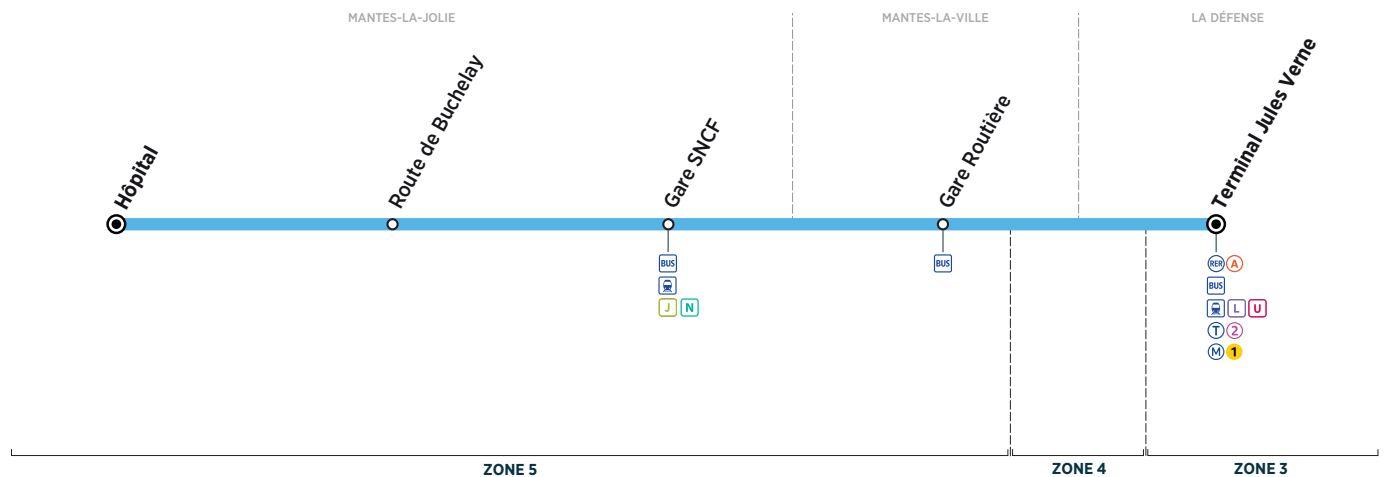 MANTES-LA-JOLIE
MANTES-LA-VILLE
LA DÉFENSE
Hôpital
Route de Buchelay
Gare SNCF
Gare Routière
Terminal Jules Verne
BUS
J N
BUS
RER A
BUS
L U
T 2
M 1
ZONE 5
ZONE 4
ZONE 3